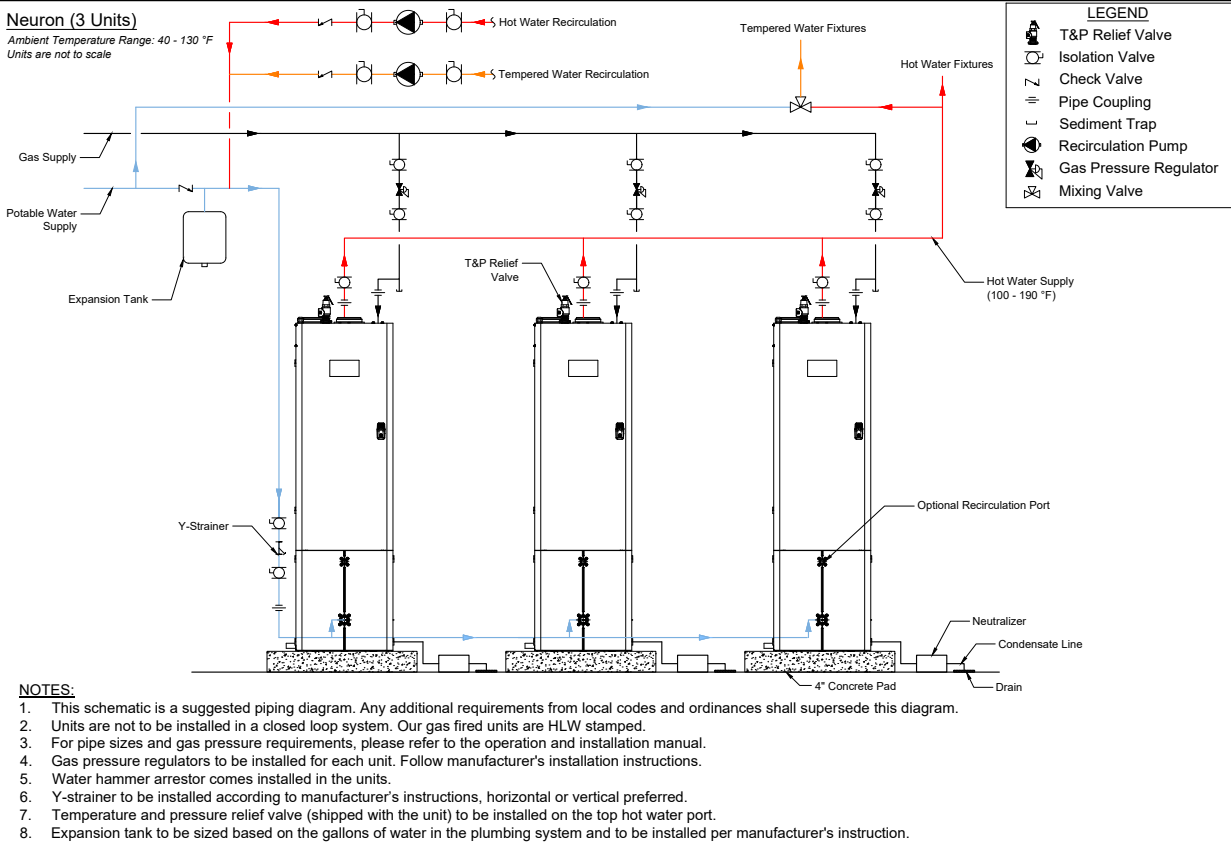 Neuron (3 Units)
Ambient Temperature Range: 40 - 130 °F
Units are not to scale
Hot Water Recirculation
Tempered Water Recirculation
Tempered Water Fixtures
Hot Water Fixtures
LEGEND
T&P Relief Valve
Isolation Valve
Check Valve
Pipe Coupling
Sediment Trap
Recirculation Pump
Gas Pressure Regulator
Mixing Valve
Gas Supply
Potable Water
Supply
Expansion Tank
T&P Relief
Valve
Hot Water Supply
(100 - 190 °F)
Y-Strainer
Optional Recirculation Port
Neutralizer
Condensate Line
Drain
4" Concrete Pad
NOTES:
1. This schematic is a suggested piping diagram. Any additional requirements from local codes and ordinances shall supersede this diagram.
2. Units are not to be installed in a closed loop system. Our gas fired units are HLW stamped.
3. For pipe sizes and gas pressure requirements, please refer to the operation and installation manual.
4. Gas pressure regulators to be installed for each unit. Follow manufacturer's installation instructions.
5. Water hammer arrestor comes installed in the units.
6. Y-strainer to be installed according to manufacturer's instructions, horizontal or vertical preferred.
7. Temperature and pressure relief valve (shipped with the unit) to be installed on the top hot water port.
8. Expansion tank to be sized based on the gallons of water in the plumbing system and to be installed per manufacturer's instruction.